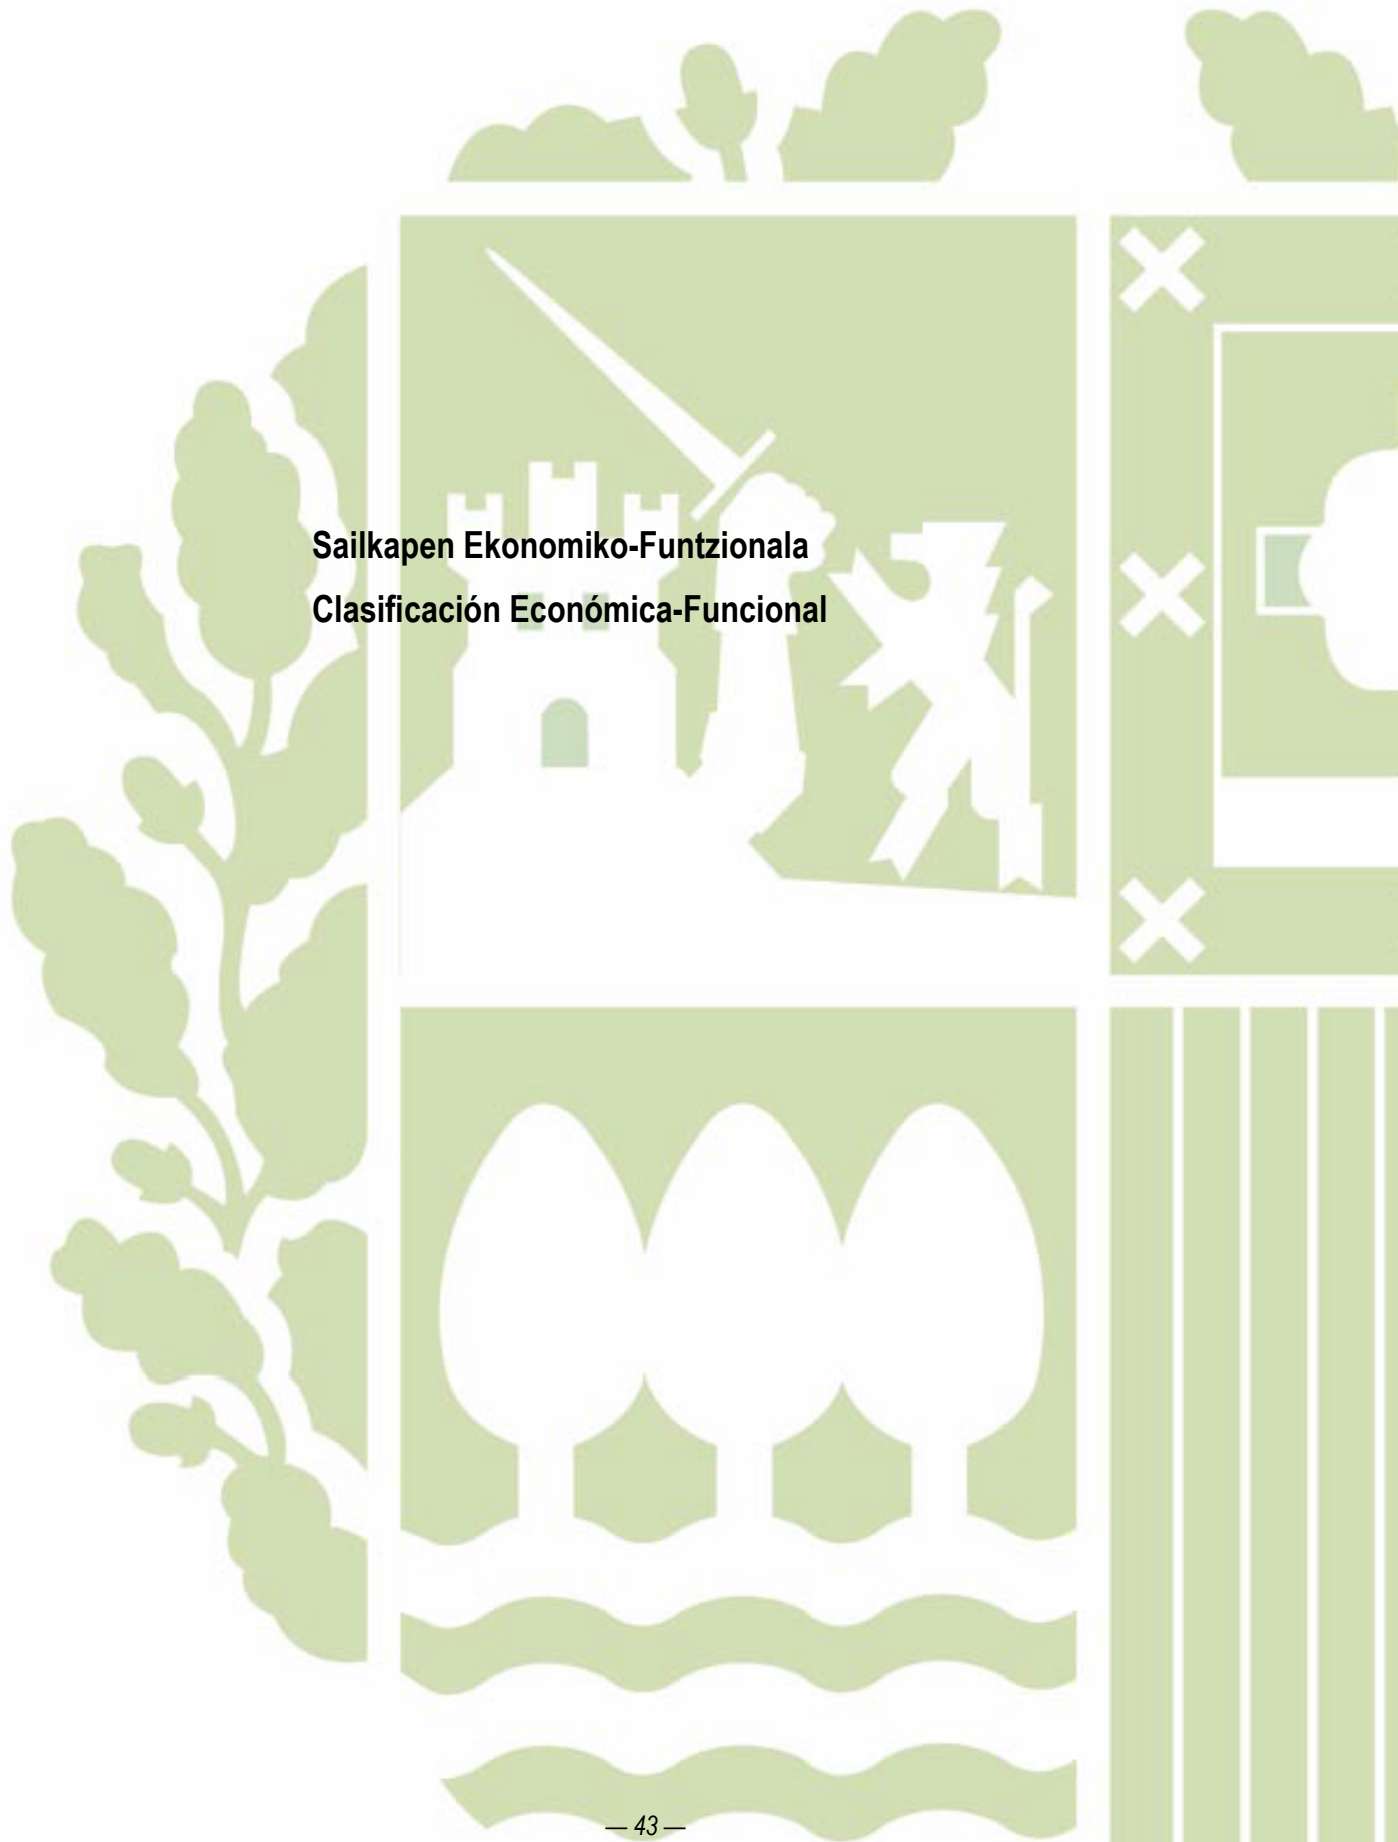 Sailkapen Ekonomiko-Funtzionala
Clasificación Económica-Funcional
— 43 —